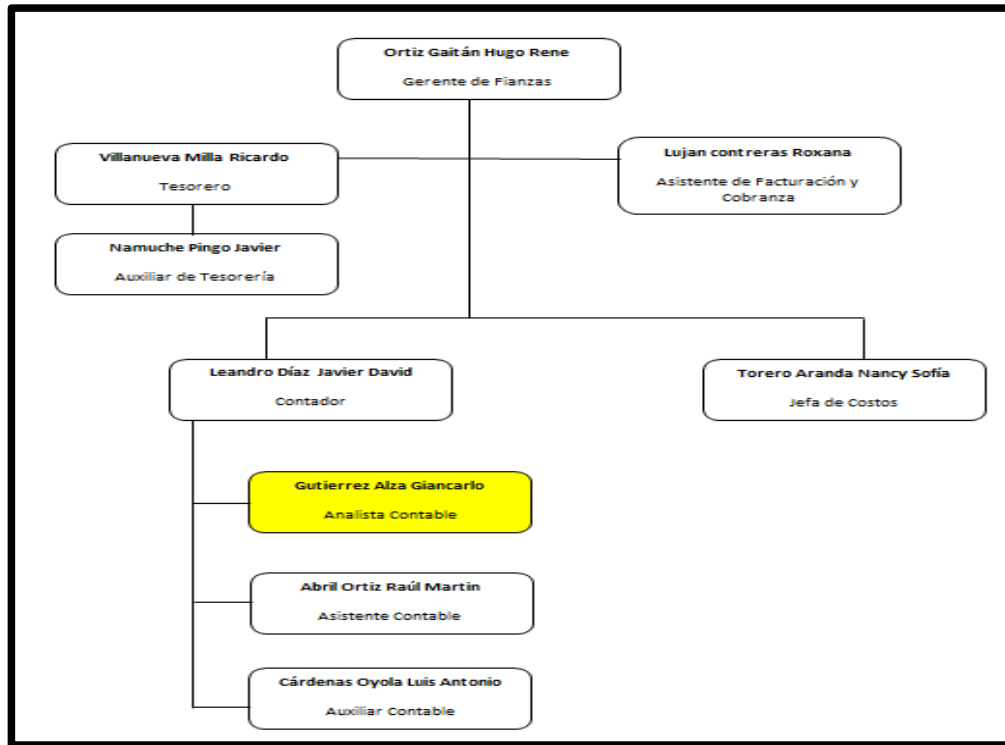 Ortiz Gaitán Hugo Rene
Gerente de Fianzas
Villanueva Milla Ricardo
Tesorero
Lujan contreras Roxana
Asistente de Facturación y
Cobranza
Namuche Pingo Javier
Auxiliar de Tesorería
Leandro Díaz Javier David
Contador
Torero Aranda Nancy Sofía
Jefa de Costos
Gutierrez Alza Giancarlo
Analista Contable
Abril Ortiz Raúl Martin
Asistente Contable
Cárdenas Oyola Luis Antonio
Auxiliar Contable